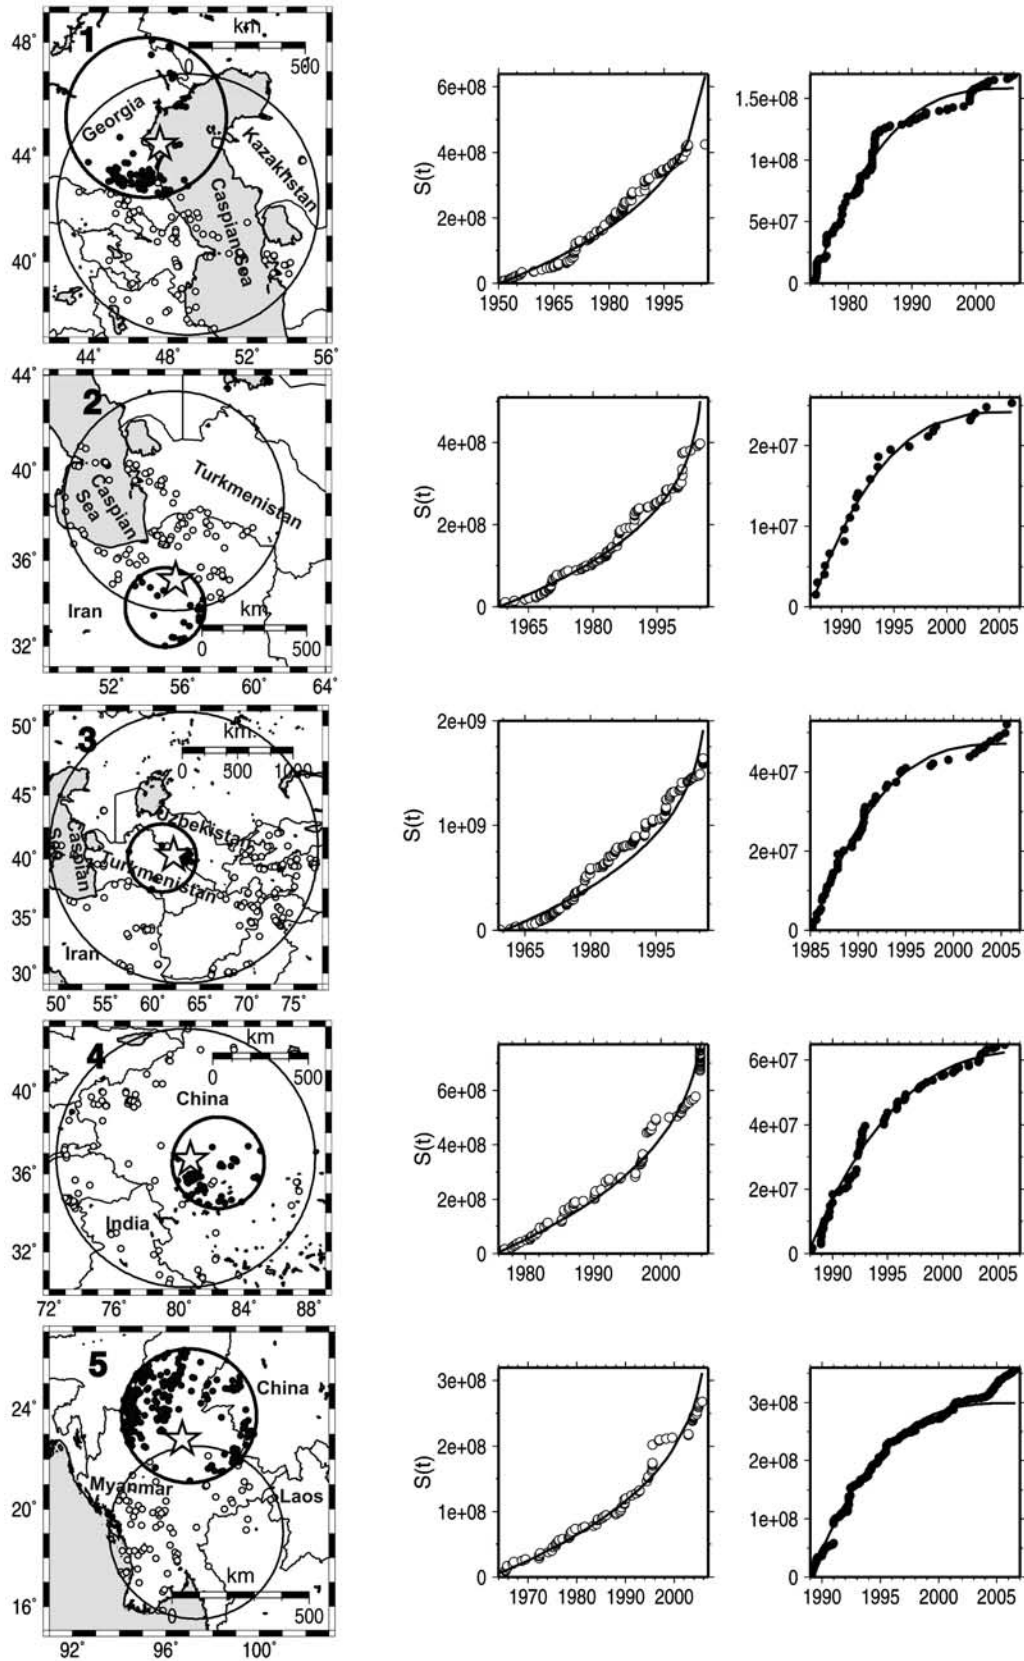 1
km
0 500
Georgia
Kazakhstan
Caspian Sea
48°
44°
40°
44° 48° 52° 56°
S(t)
6e+08
4e+08
2e+08
0
1950 1965 1980 1995
1.5e+08
1e+08
5e+07
0
1980 1990 2000
2
Turkmenistan
Caspian
Sea
Iran
km
0 500
44°
40°
36°
32°
52° 56° 60° 64°
S(t)
4e+08
2e+08
0
1965 1980 1995
2e+07
1e+07
0
1990 1995 2000 2005
3
km
0 500 1000
Uzbekistan
Caspian
Sea
Turkmenistan
Iran
50°
45°
40°
35°
30°
50° 55° 60° 65° 70° 75°
S(t)
2e+09
1e+09
0
1965 1980 1995
4e+07
2e+07
0
1985 1990 1995 2000 2005
4
km
0 500
China
India
40°
36°
32°
72° 76° 80° 84° 88°
S(t)
6e+08
4e+08
2e+08
0
1980 1990 2000
6e+07
4e+07
2e+07
0
1990 1995 2000 2005
5
China
Myanmar
Laos
km
0 500
24°
20°
16°
92° 96° 100°
S(t)
3e+08
2e+08
1e+08
0
1970 1980 1990 2000
3e+08
2e+08
1e+08
0
1990 1995 2000 2005